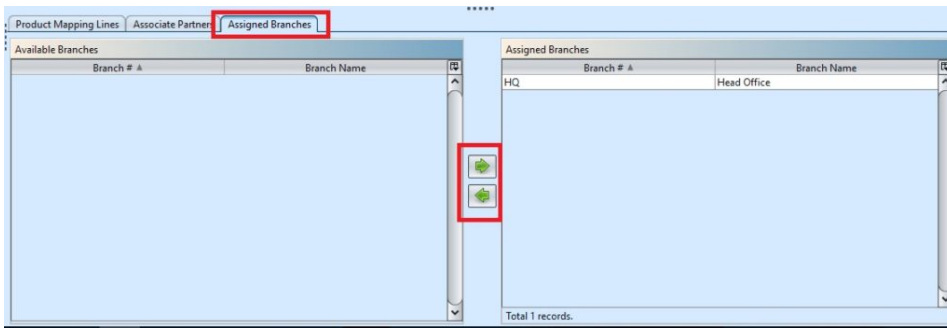 Product Mapping Lines Associate Partners Assigned Branches
Available Branches
Branch # Branch Name
Assigned Branches
Branch # Branch Name
HQ Head Office
Total 1 records.